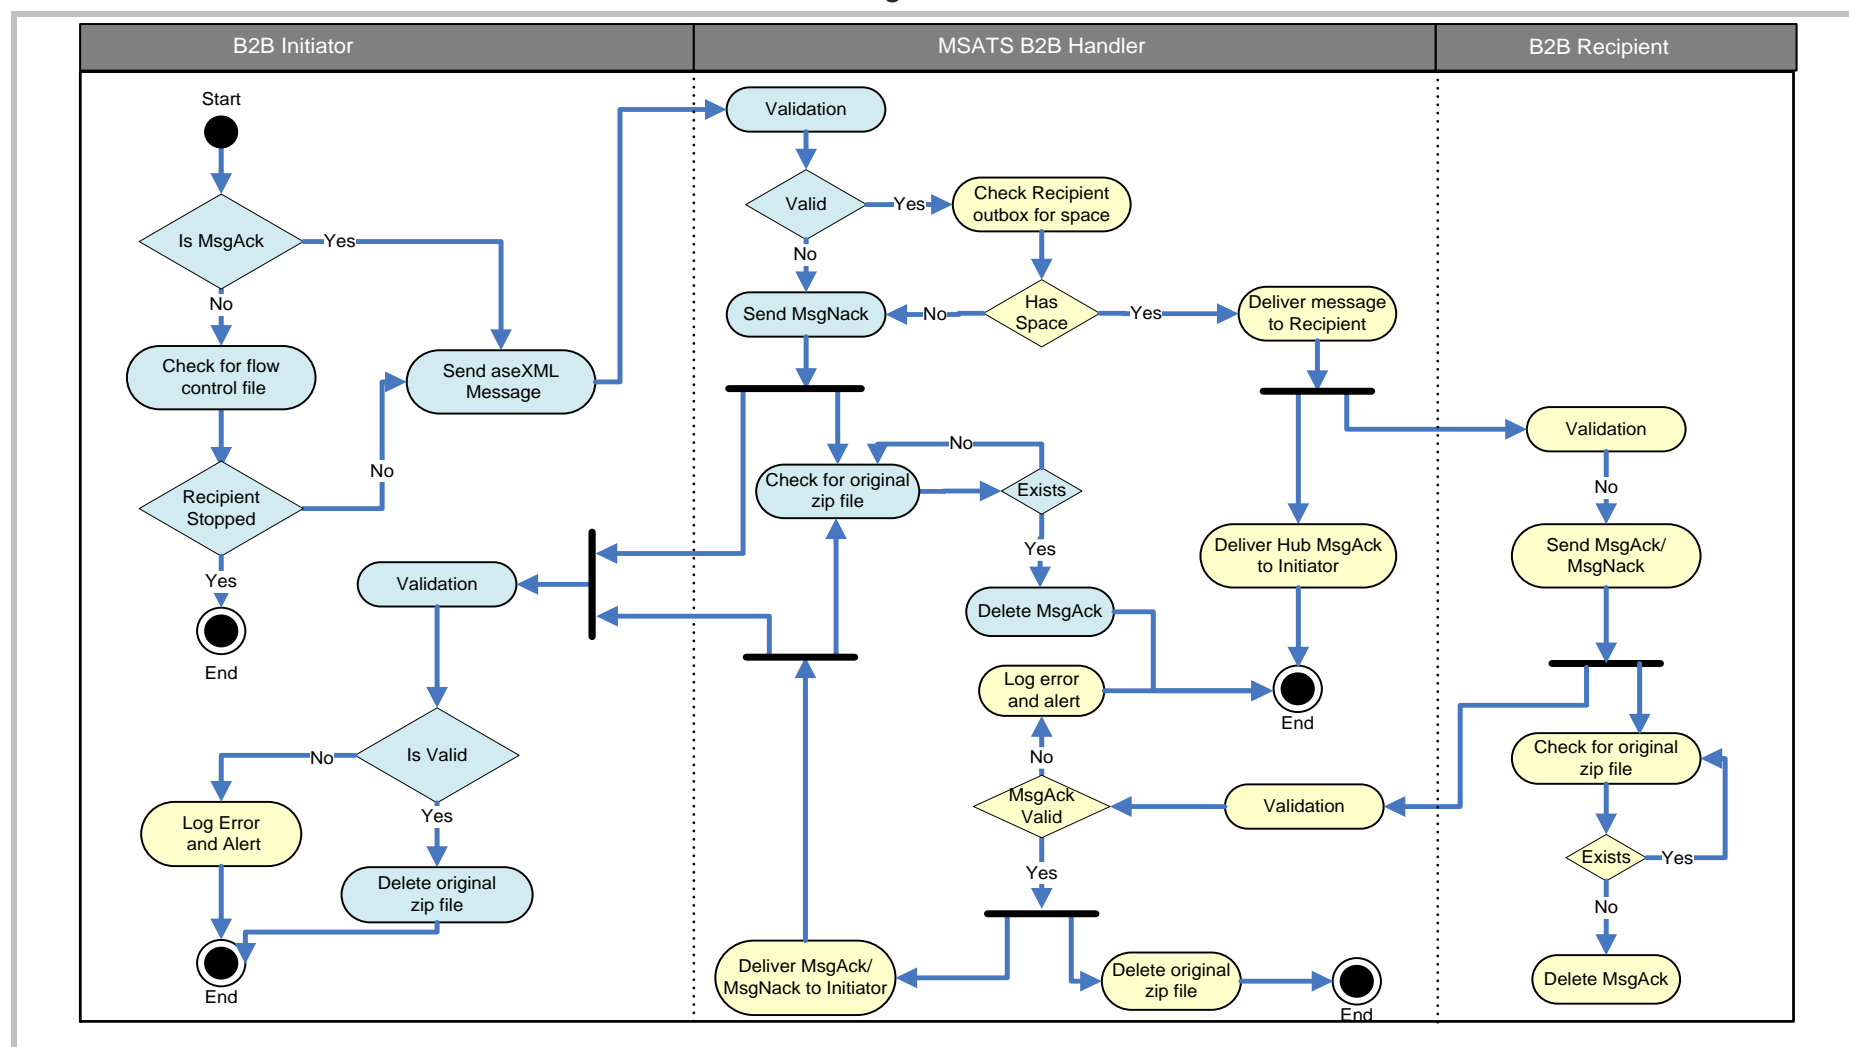 B2B Initiator
MSATS B2B Handler
B2B Recipient
Start
Is MsgAck
Yes
No
Check for flow
control file
Send aseXML
Message
No
Recipient
Stopped
Yes
End
Validation
Is Valid
No
Yes
Log Error
and Alert
Delete original
zip file
End
Validation
Valid
Yes
Check Recipient
outbox for space
No
Send MsgNack
No
Has
Space
Yes
Deliver message
to Recipient
No
Check for original
zip file
Exists
Yes
Delete MsgAck
Deliver Hub MsgAck
to Initiator
Log error
and alert
End
No
MsgAck
Valid
Validation
Yes
Deliver MsgAck/
MsgNack to Initiator
Delete original
zip file
End
Validation
No
Send MsgAck/
MsgNack
Check for original
zip file
Exists
Yes
No
Delete MsgAck